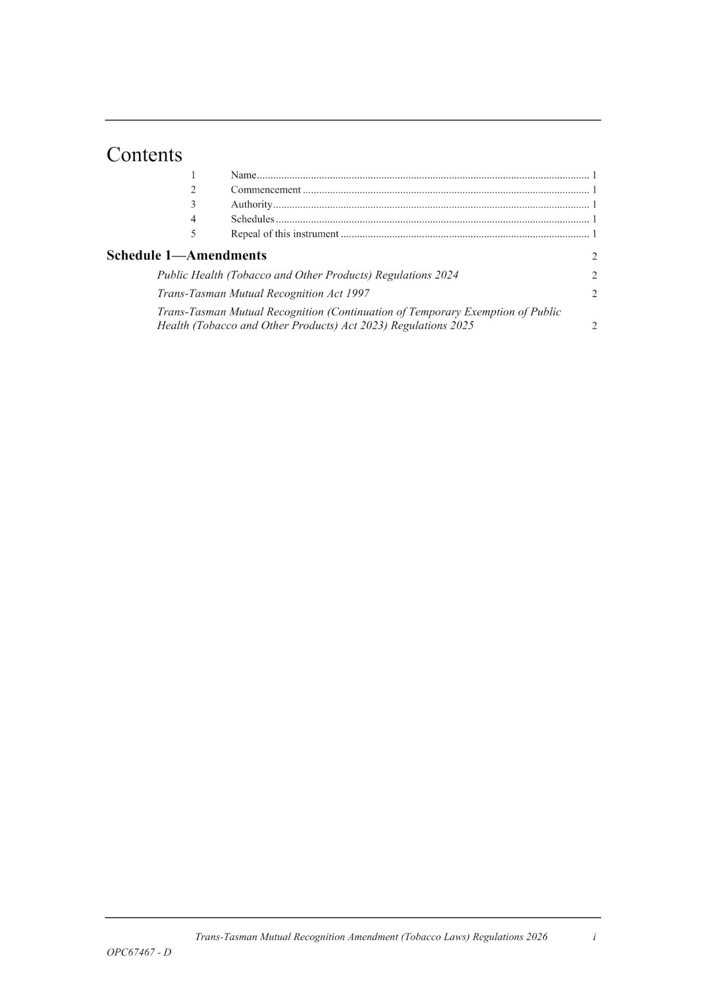 Contents
1 Name 1
2 Commencement 1
3 Authority 1
4 Schedules 1
5 Repeal of this instrument 1
Schedule 1—Amendments 2
Public Health (Tobacco and Other Products) Regulations 2024 2
Trans-Tasman Mutual Recognition Act 1997 2
Trans-Tasman Mutual Recognition (Continuation of Temporary Exemption of Public
Health (Tobacco and Other Products) Act 2023) Regulations 2025 2
Trans-Tasman Mutual Recognition Amendment (Tobacco Laws) Regulations 2026 i
OPC67467 - D